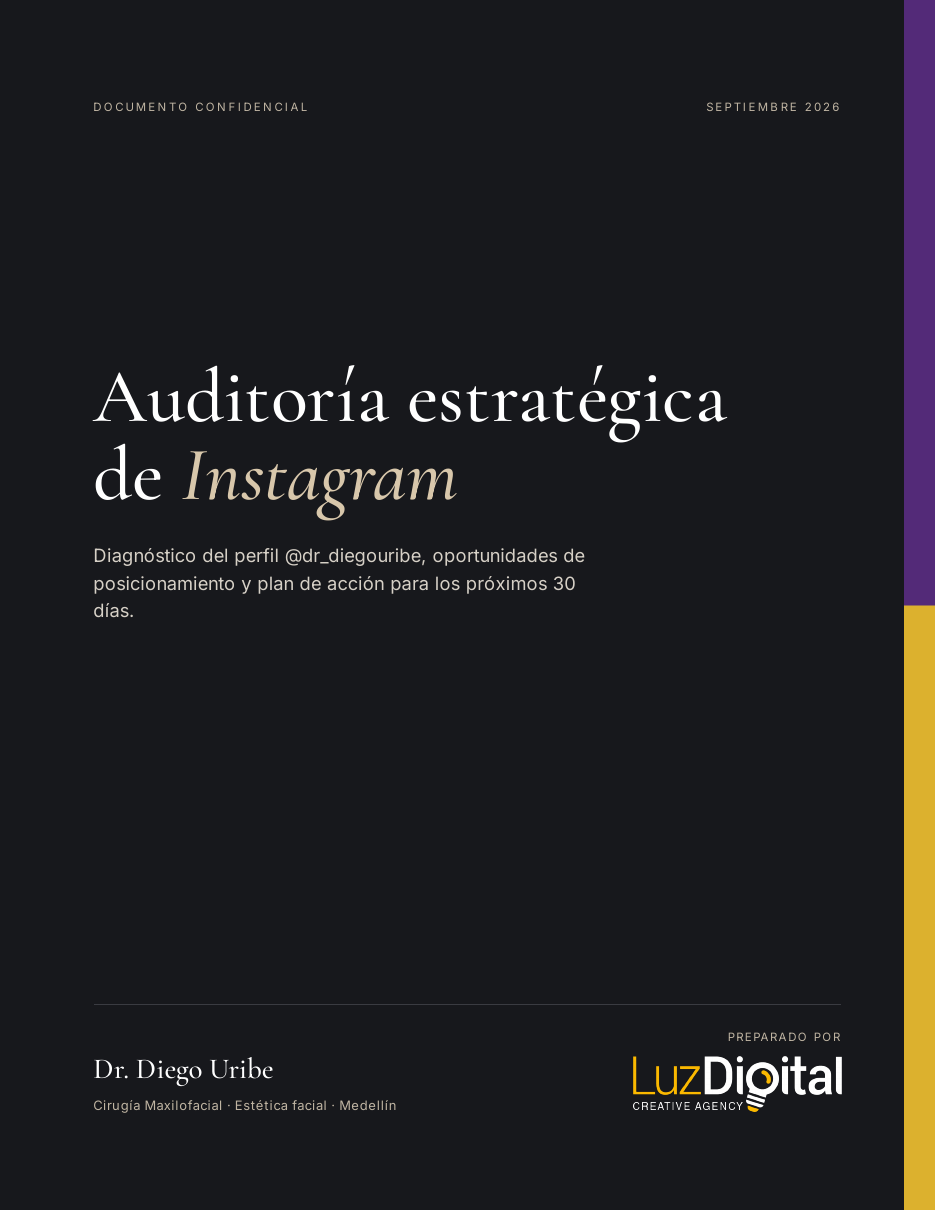 DOCUMENTO CONFIDENCIAL
SEPTIEMBRE 2026
Auditoría estratégica
de Instagram
Diagnóstico del perfil @dr_diegouribe, oportunidades de
posicionamiento y plan de acción para los próximos 30
días.
Dr. Diego Uribe
Cirugía Maxilofacial · Estética facial · Medellín
PREPARADO POR
LuzDigital
CREATIVE AGENCY